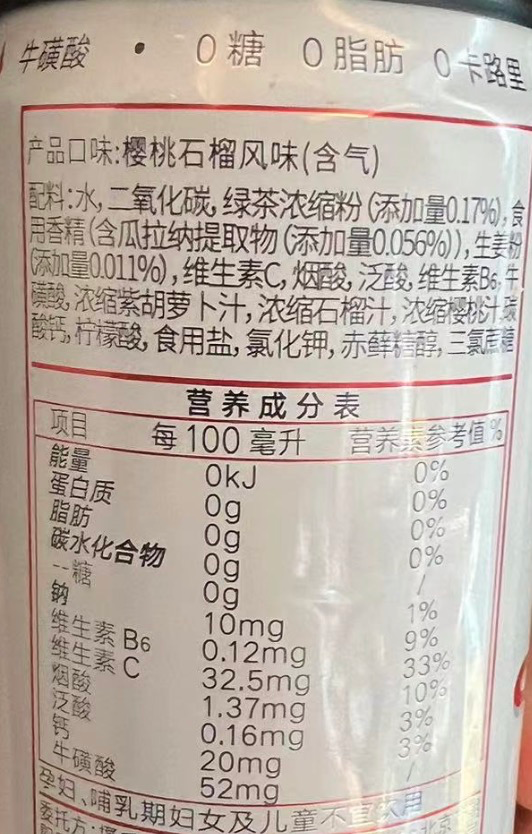 牛磺酸 • 0糖 0脂肪 0卡路里
产品口味:樱桃石榴风味(含气)
配料:水,二氧化碳,绿茶浓缩粉(添加量0.17%),食
用香精(含瓜拉纳提取物(添加量0.056%)),生姜粉
(添加量0.011%),维生素C,烟酸,泛酸,维生素B6,牛
磺酸,浓缩紫胡萝卜汁,浓缩石榴汁,浓缩樱桃汁,碳
酸钙,柠檬酸,食用盐,氯化钾,赤藓糖醇,三氯蔗糖
营养成分表
项目 每100毫升 营养素参考值%
能量 0kJ 0%
蛋白质 0g 0%
脂肪 0g 0%
碳水化合物 0g 0%
--糖 0g /
钠 10mg 1%
维生素B6 0.12mg 9%
维生素C 32.5mg 33%
烟酸 1.37mg 10%
泛酸 0.16mg 3%
钙 20mg 3%
牛磺酸 52mg /
孕妇、哺乳期妇女及儿童不宜饮用
委托方: